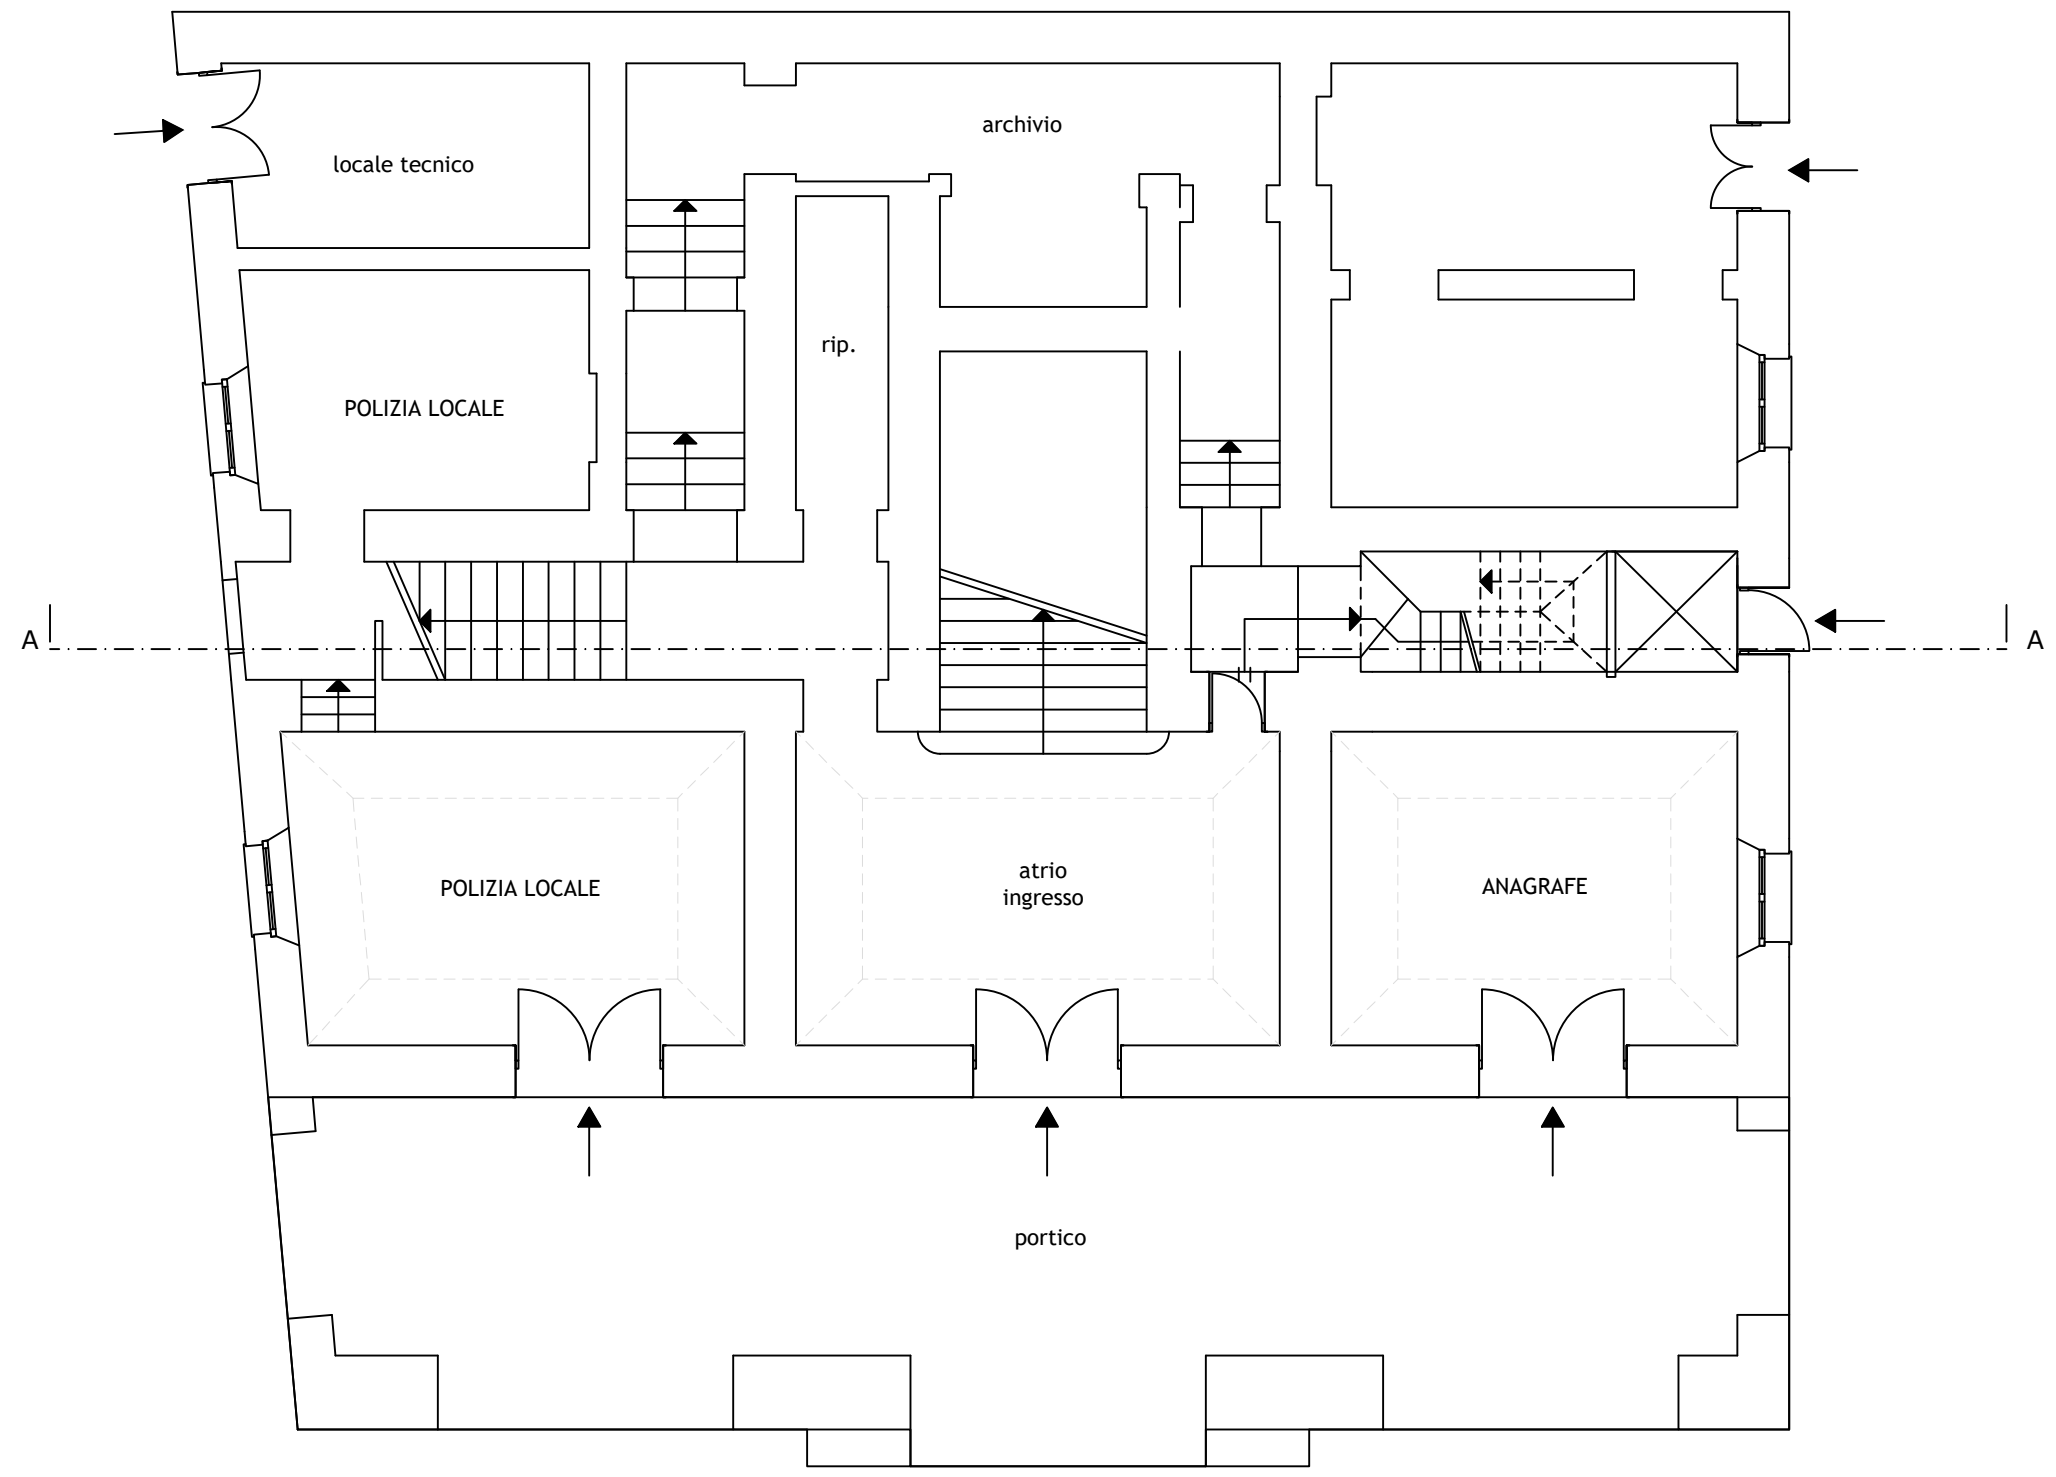 archivio
locale tecnico
rip.
POLIZIA LOCALE
A
A
POLIZIA LOCALE
atrio
ingresso
ANAGRAFE
portico